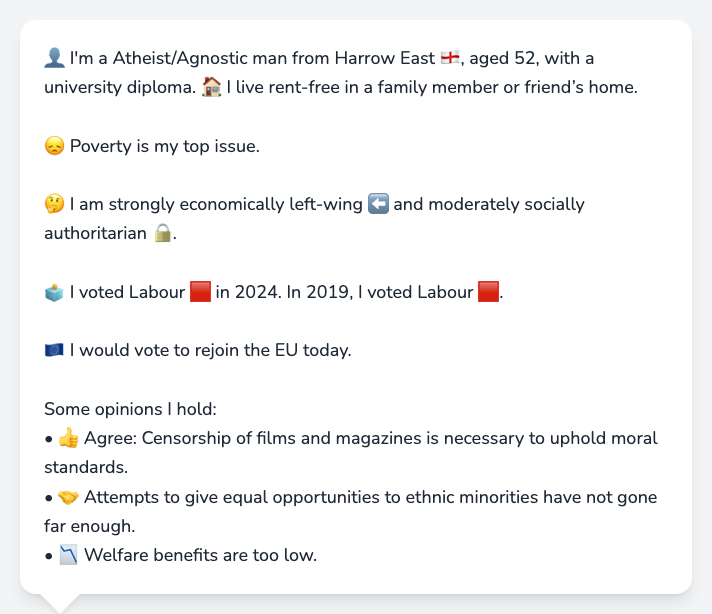 👤 I'm a Atheist/Agnostic man from Harrow East 🏴󠁧󠁢󠁥󠁮󠁧󠁿, aged 52, with a
university diploma. 🏠 I live rent-free in a family member or friend’s home.
😞 Poverty is my top issue.
🤔 I am strongly economically left-wing ⬅️ and moderately socially
authoritarian 🔒.
🗳️ I voted Labour 🟥 in 2024. In 2019, I voted Labour 🟥.
🇪🇺 I would vote to rejoin the EU today.
Some opinions I hold:
• 👍 Agree: Censorship of films and magazines is necessary to uphold moral
standards.
• 🤝 Attempts to give equal opportunities to ethnic minorities have not gone
far enough.
• 📉 Welfare benefits are too low.